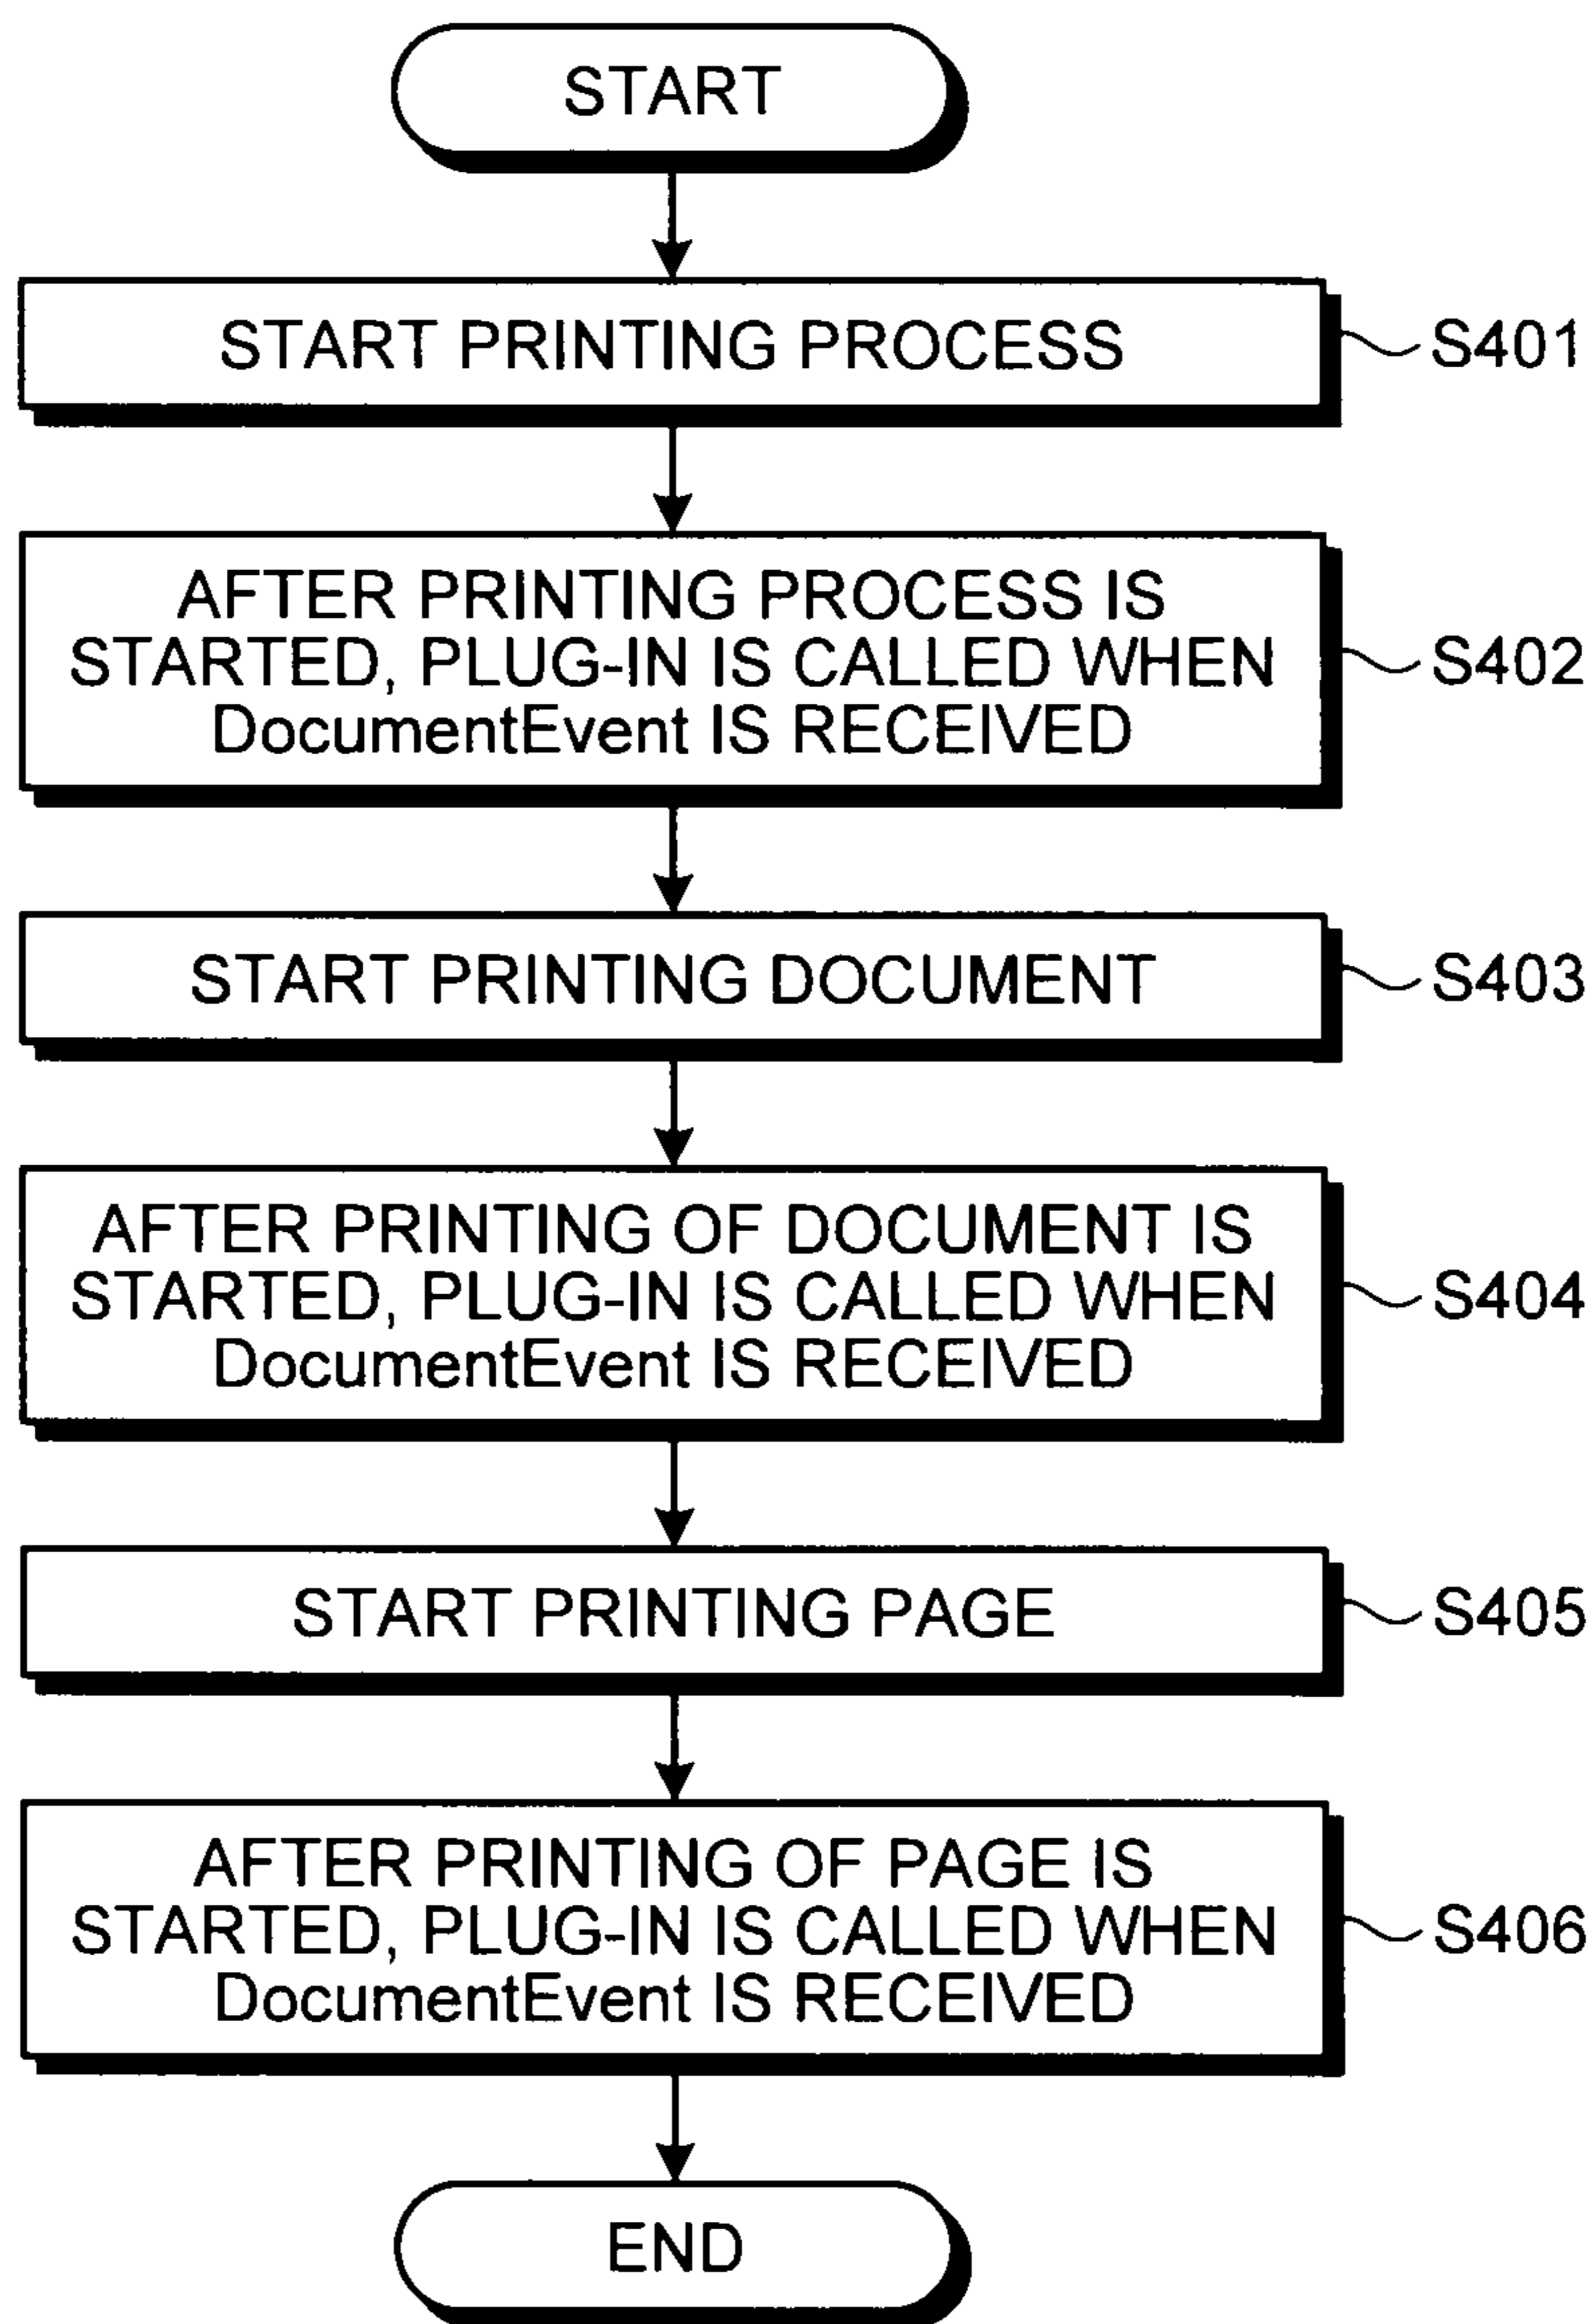 START
START PRINTING PROCESS
S401
AFTER PRINTING PROCESS IS
STARTED, PLUG-IN IS CALLED WHEN
DocumentEvent IS RECEIVED
S402
START PRINTING DOCUMENT
S403
AFTER PRINTING OF DOCUMENT IS
STARTED, PLUG-IN IS CALLED WHEN
DocumentEvent IS RECEIVED
S404
START PRINTING PAGE
S405
AFTER PRINTING OF PAGE IS
STARTED, PLUG-IN IS CALLED WHEN
DocumentEvent IS RECEIVED
S406
END